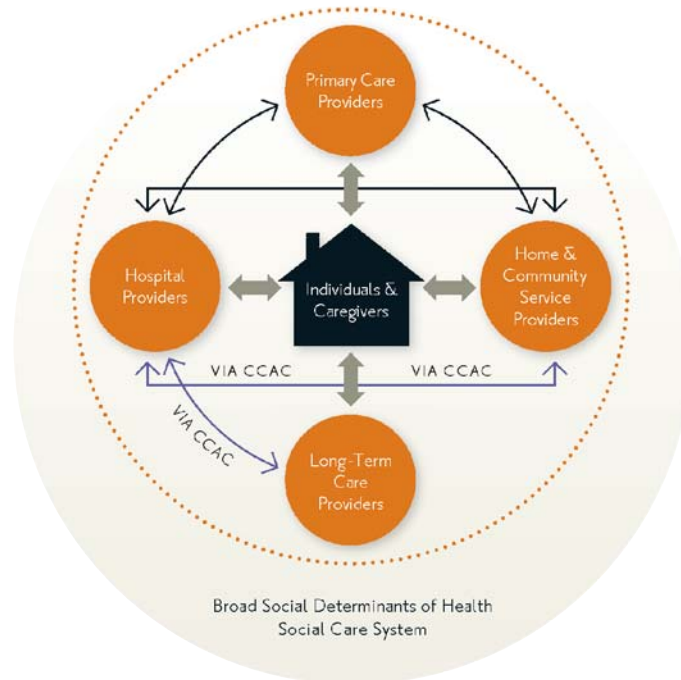 Primary Care
Providers
Hospital
Providers
Individuals &
Caregivers
Home &
Community
Service
Providers
VIA CCAC
VIA CCAC
VIA CCAC
Long-Term
Care
Providers
Broad Social Determinants of Health
Social Care System